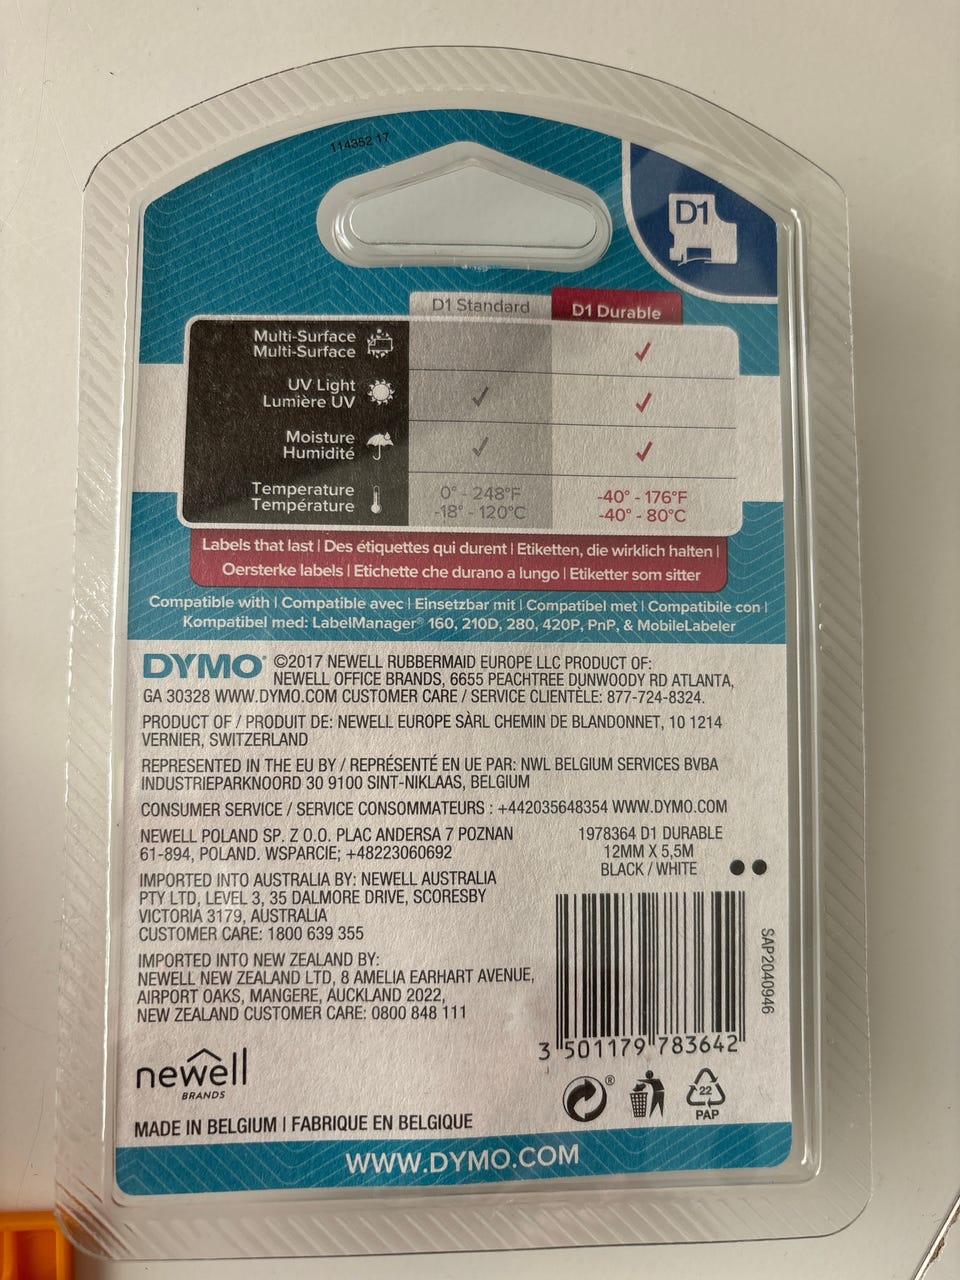 114352 17
D1
D1 Standard
D1 Durable
Multi-Surface
Multi-Surface
UV Light
Lumière UV
Moisture
Humidité
Temperature
Température
0° - 248°F
-18° - 120°C
-40° - 176°F
-40° - 80°C
Labels that last | Des étiquettes qui durent | Etiketten, die wirklich halten |
Oersterke labels | Etichette che durano a lungo | Etiketter som sitter
Compatible with | Compatible avec | Einsetzbar mit | Compatibel met | Compatibile con |
Kompatibel med: LabelManager® 160, 210D, 280, 420P, PnP, & MobileLabeler
DYMO® ©2017 NEWELL RUBBERMAID EUROPE LLC PRODUCT OF:
NEWELL OFFICE BRANDS, 6655 PEACHTREE DUNWOODY RD ATLANTA,
GA 30328 WWW.DYMO.COM CUSTOMER CARE / SERVICE CLIENTÈLE: 877-724-8324.
PRODUCT OF / PRODUIT DE: NEWELL EUROPE SÀRL CHEMIN DE BLANDONNET, 10 1214
VERNIER, SWITZERLAND
REPRESENTED IN THE EU BY / REPRÉSENTÉ EN UE PAR: NWL BELGIUM SERVICES BVBA
INDUSTRIEPARKNOORD 30 9100 SINT-NIKLAAS, BELGIUM
CONSUMER SERVICE / SERVICE CONSOMMATEURS : +442035648354 WWW.DYMO.COM
NEWELL POLAND SP. Z O.O. PLAC ANDERSA 7 POZNAN
61-894, POLAND. WSPARCIE; +48223060692
1978364 D1 DURABLE
12MM X 5,5M
BLACK / WHITE
IMPORTED INTO AUSTRALIA BY: NEWELL AUSTRALIA
PTY LTD, LEVEL 3, 35 DALMORE DRIVE, SCORESBY
VICTORIA 3179, AUSTRALIA
CUSTOMER CARE: 1800 639 355
IMPORTED INTO NEW ZEALAND BY:
NEWELL NEW ZEALAND LTD, 8 AMELIA EARHART AVENUE,
AIRPORT OAKS, MANGERE, AUCKLAND 2022,
NEW ZEALAND CUSTOMER CARE: 0800 848 111
SAP2040946
3 501179 783642
newell
BRANDS
®
22
PAP
MADE IN BELGIUM | FABRIQUE EN BELGIQUE
WWW.DYMO.COM